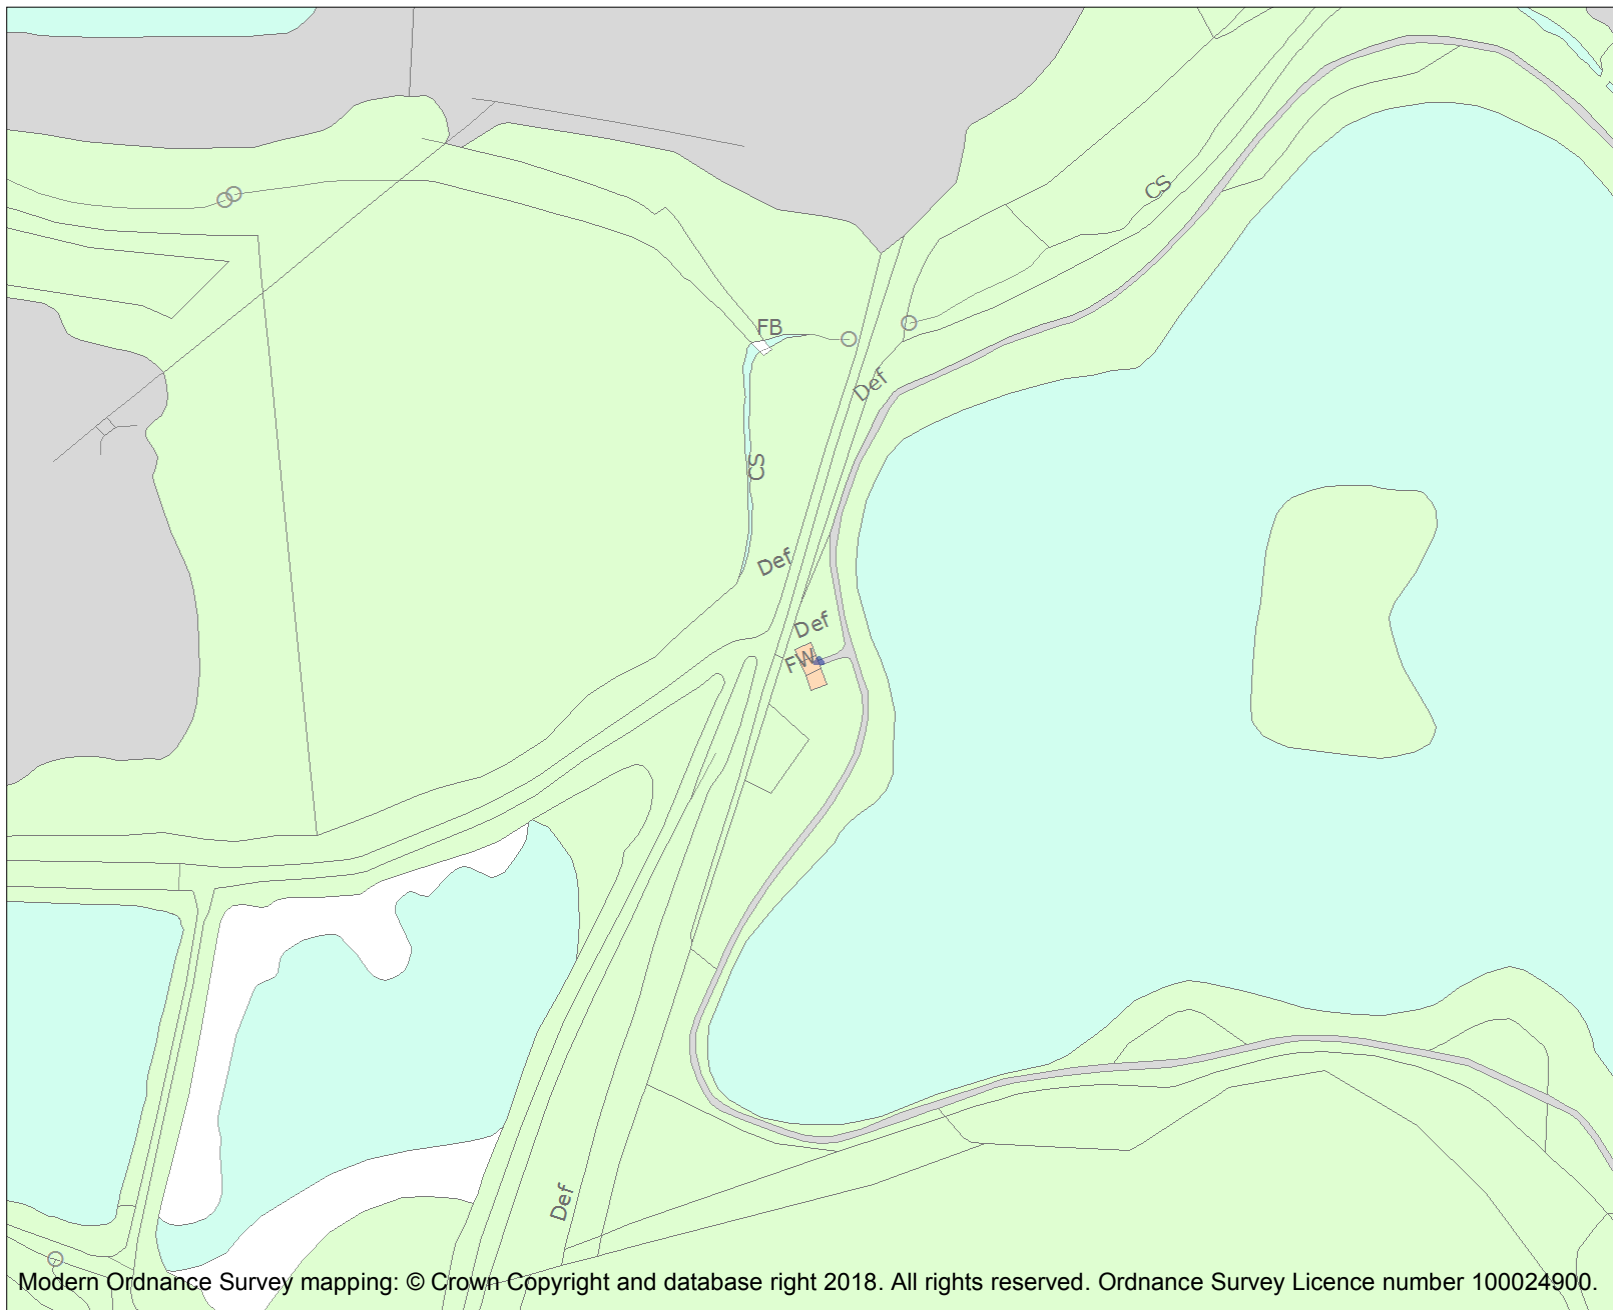 CS
FB
Def
CS
Def
Def
FW
Def
Modern Ordnance Survey mapping: © Crown Copyright and database right 2018. All rights reserved. Ordnance Survey Licence number 100024900.